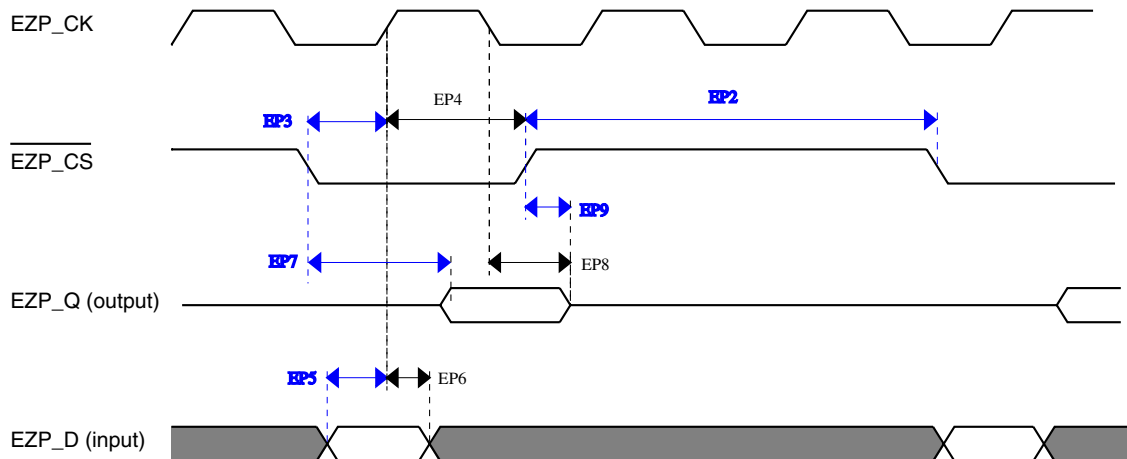 EZP_CK
EP4
EP2
EP3
EZP_CS
EP9
EP7
EP8
EZP_Q (output)
EP5
EP6
EZP_D (input)